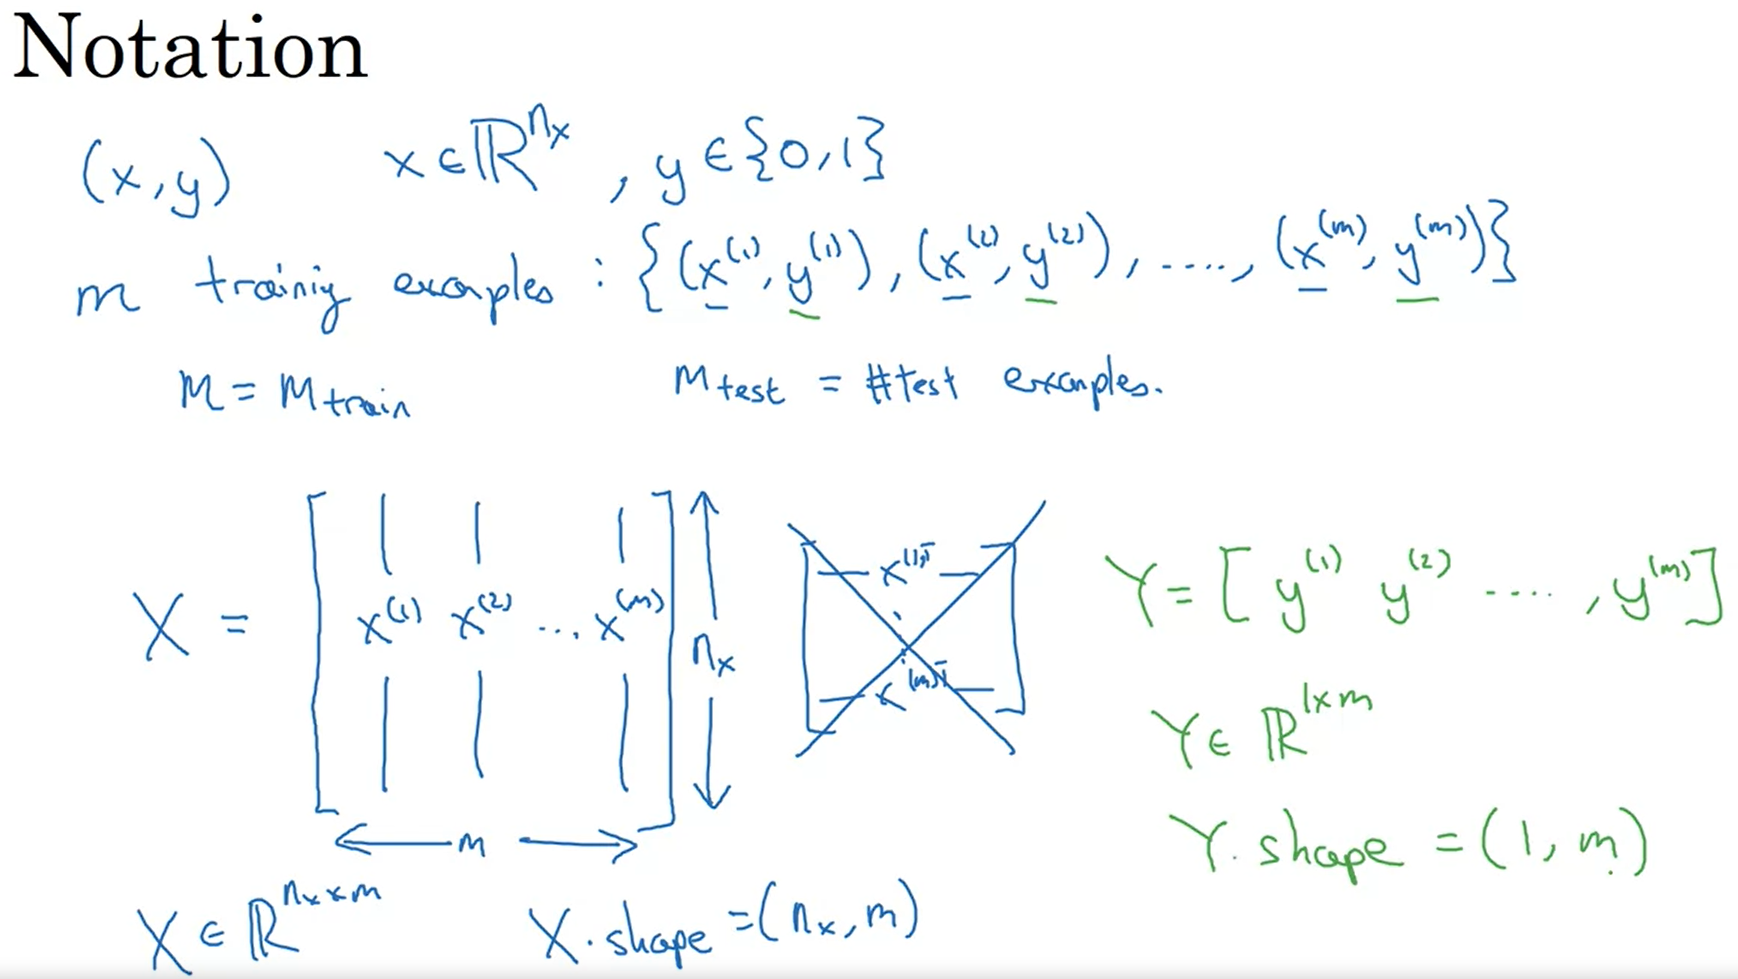 Notation
(x, y) x ∈ ℝ^{n_x}, y ∈ {0, 1}
m training examples : {(x^{(1)}, y^{(1)}), (x^{(2)}, y^{(2)}), ...., (x^{(m)}, y^{(m)})}
M = M_train M_test = #test examples.
X = [x^{(1)} x^{(2)} ... x^{(m)}] n_x
m
x^{(1)T}
⋮
x^{(m)T}
Y = [y^{(1)} y^{(2)} ...., y^{(m)}]
Y ∈ ℝ^{1×m}
Y.shape = (1, m)
X ∈ ℝ^{n_x × m} X.shape = (n_x, m)